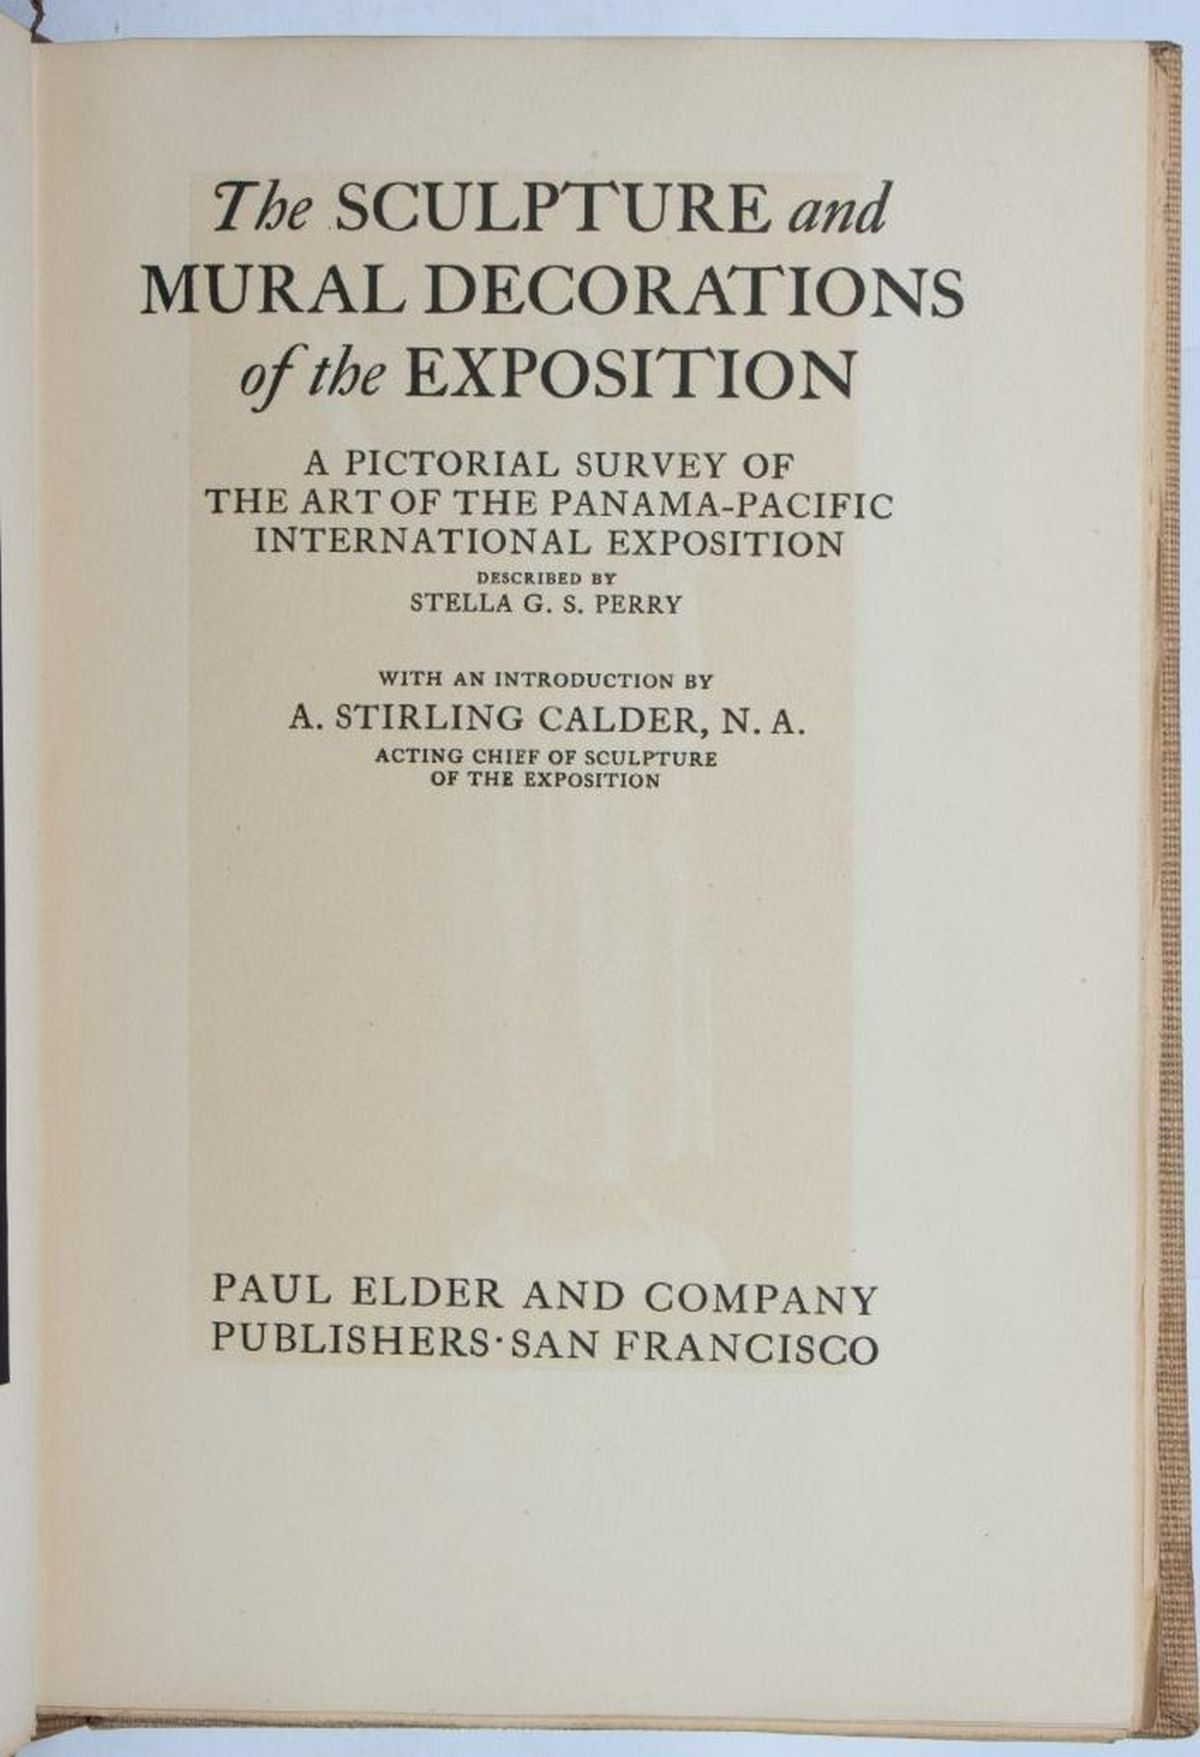 The SCULPTURE and
MURAL DECORATIONS
of the EXPOSITION
A PICTORIAL SURVEY OF
THE ART OF THE PANAMA-PACIFIC
INTERNATIONAL EXPOSITION
DESCRIBED BY
STELLA G. S. PERRY
WITH AN INTRODUCTION BY
A. STIRLING CALDER, N. A.
ACTING CHIEF OF SCULPTURE
OF THE EXPOSITION
PAUL ELDER AND COMPANY
PUBLISHERS·SAN FRANCISCO